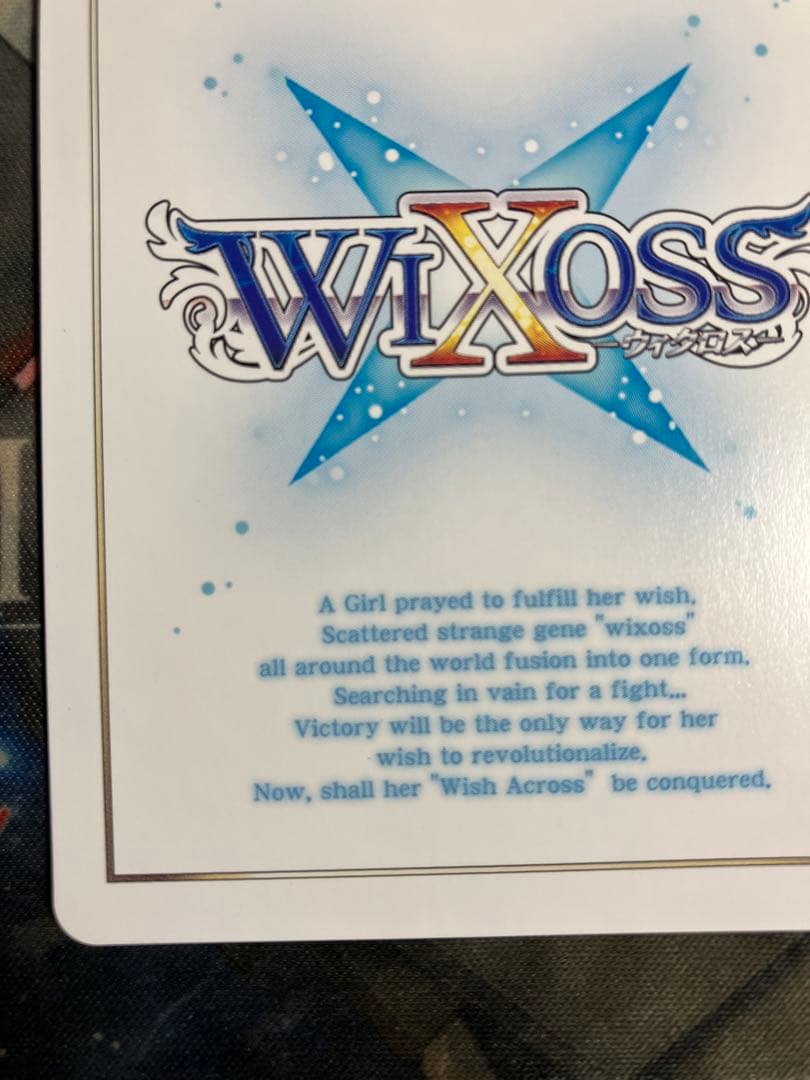 WIXOSS
ーウィクロスー
A Girl prayed to fulfill her wish.
Scattered strange gene "wixoss"
all around the world fusion into one form.
Searching in vain for a fight...
Victory will be the only way for her
wish to revolutionalize.
Now, shall her "Wish Across" be conquered.